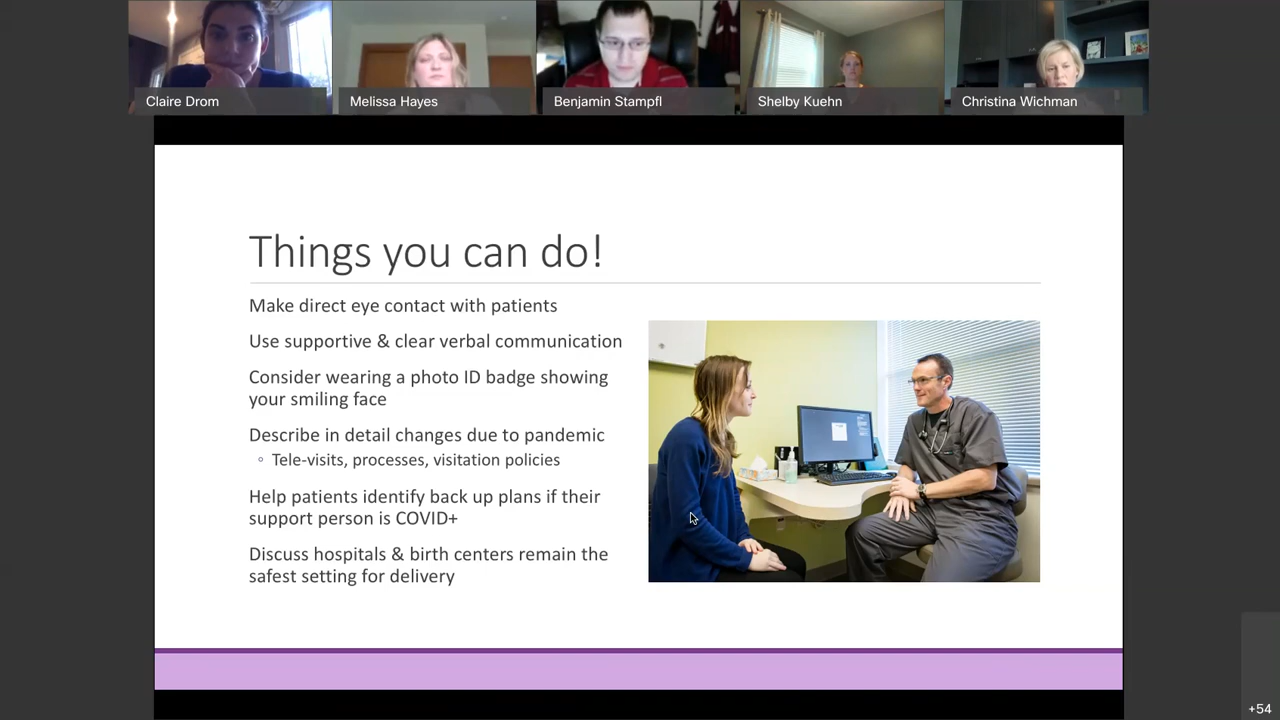 Claire Drom
Melissa Hayes
Benjamin Stampfl
Shelby Kuehn
Christina Wichman
Things you can do!
Make direct eye contact with patients
Use supportive & clear verbal communication
Consider wearing a photo ID badge showing
your smiling face
Describe in detail changes due to pandemic
◦ Tele-visits, processes, visitation policies
Help patients identify back up plans if their
support person is COVID+
Discuss hospitals & birth centers remain the
safest setting for delivery
+54